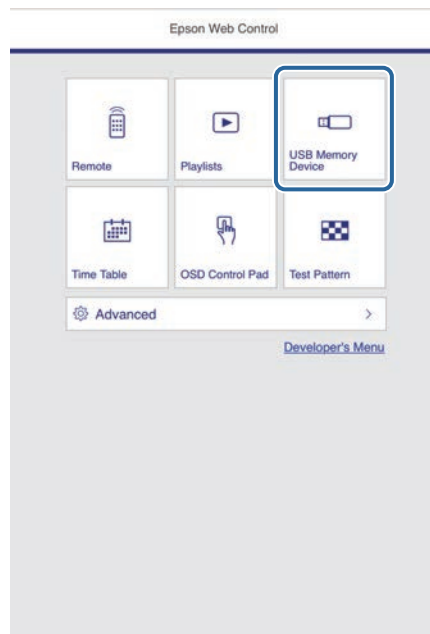 Epson Web Control
Remote
Playlists
USB Memory
Device
Time Table
OSD Control Pad
Test Pattern
Advanced
Developer's Menu